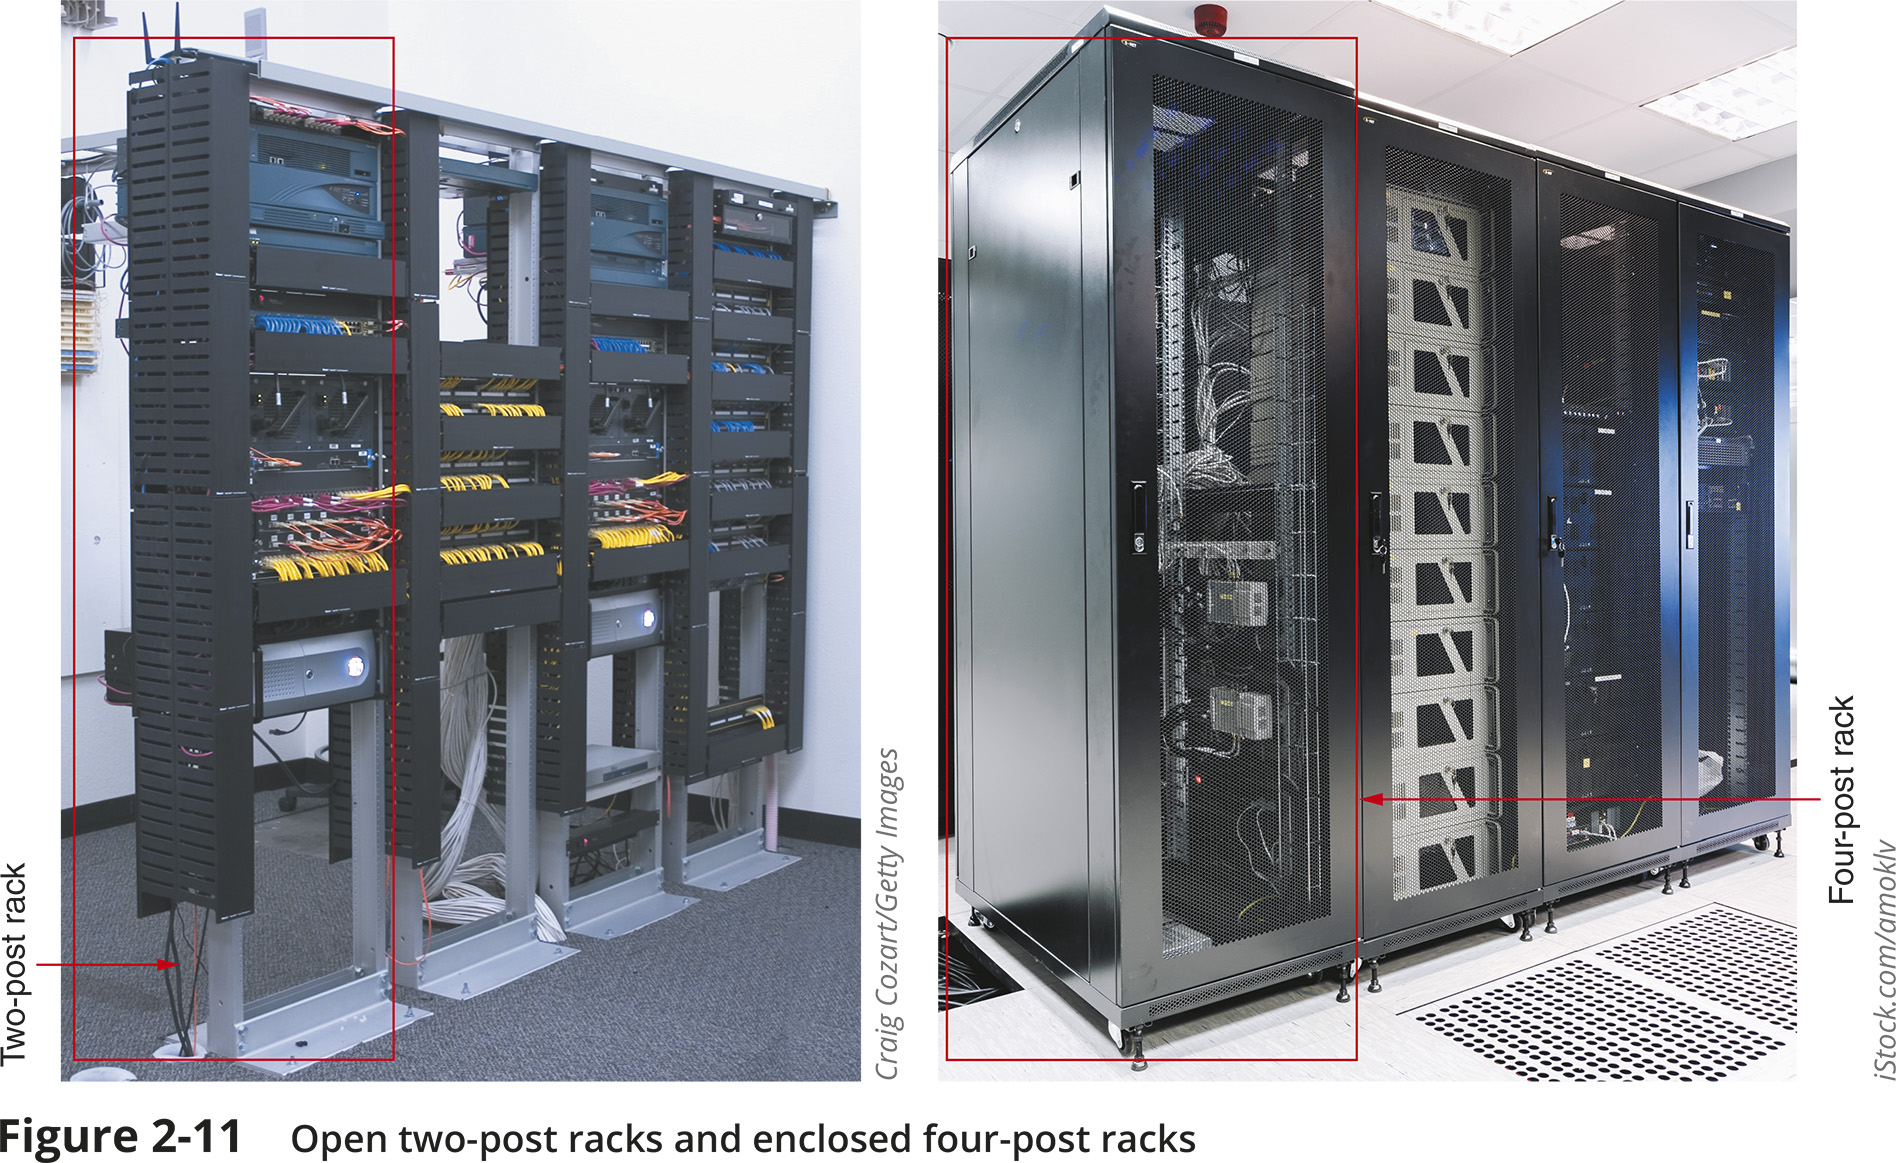 Two-post rack
Craig Cozart/Getty Images
Four-post rack
iStock.com/amoklv
Figure 2-11 Open two-post racks and enclosed four-post racks